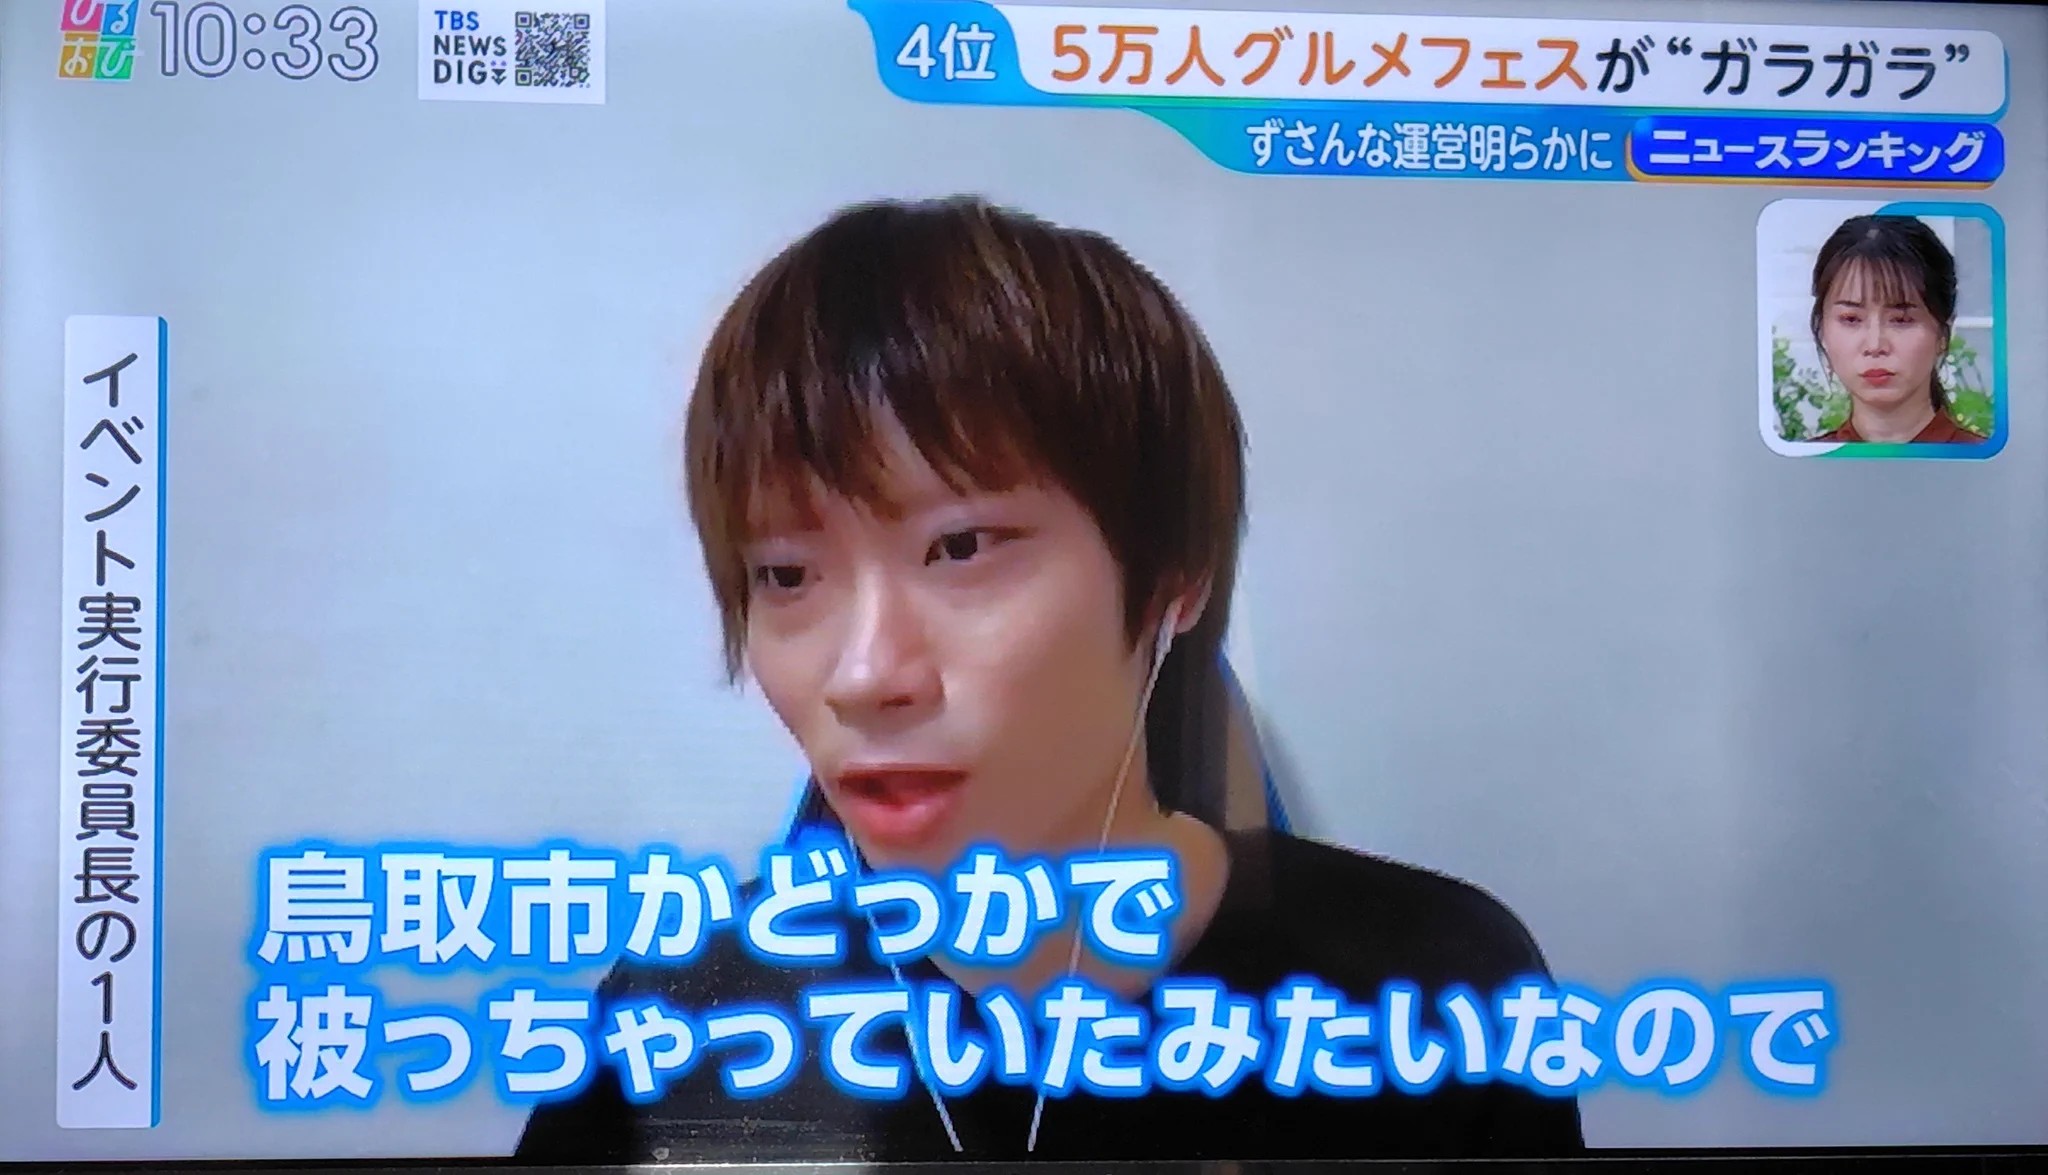 ひるおび
10:33
TBS
NEWS
DIG
4位
5万人グルメフェスが“ガラガラ”
ずさんな運営明らかに
ニュースランキング
イベント実行委員長の1人
鳥取市かどっかで
被っちゃっていたみたいなので